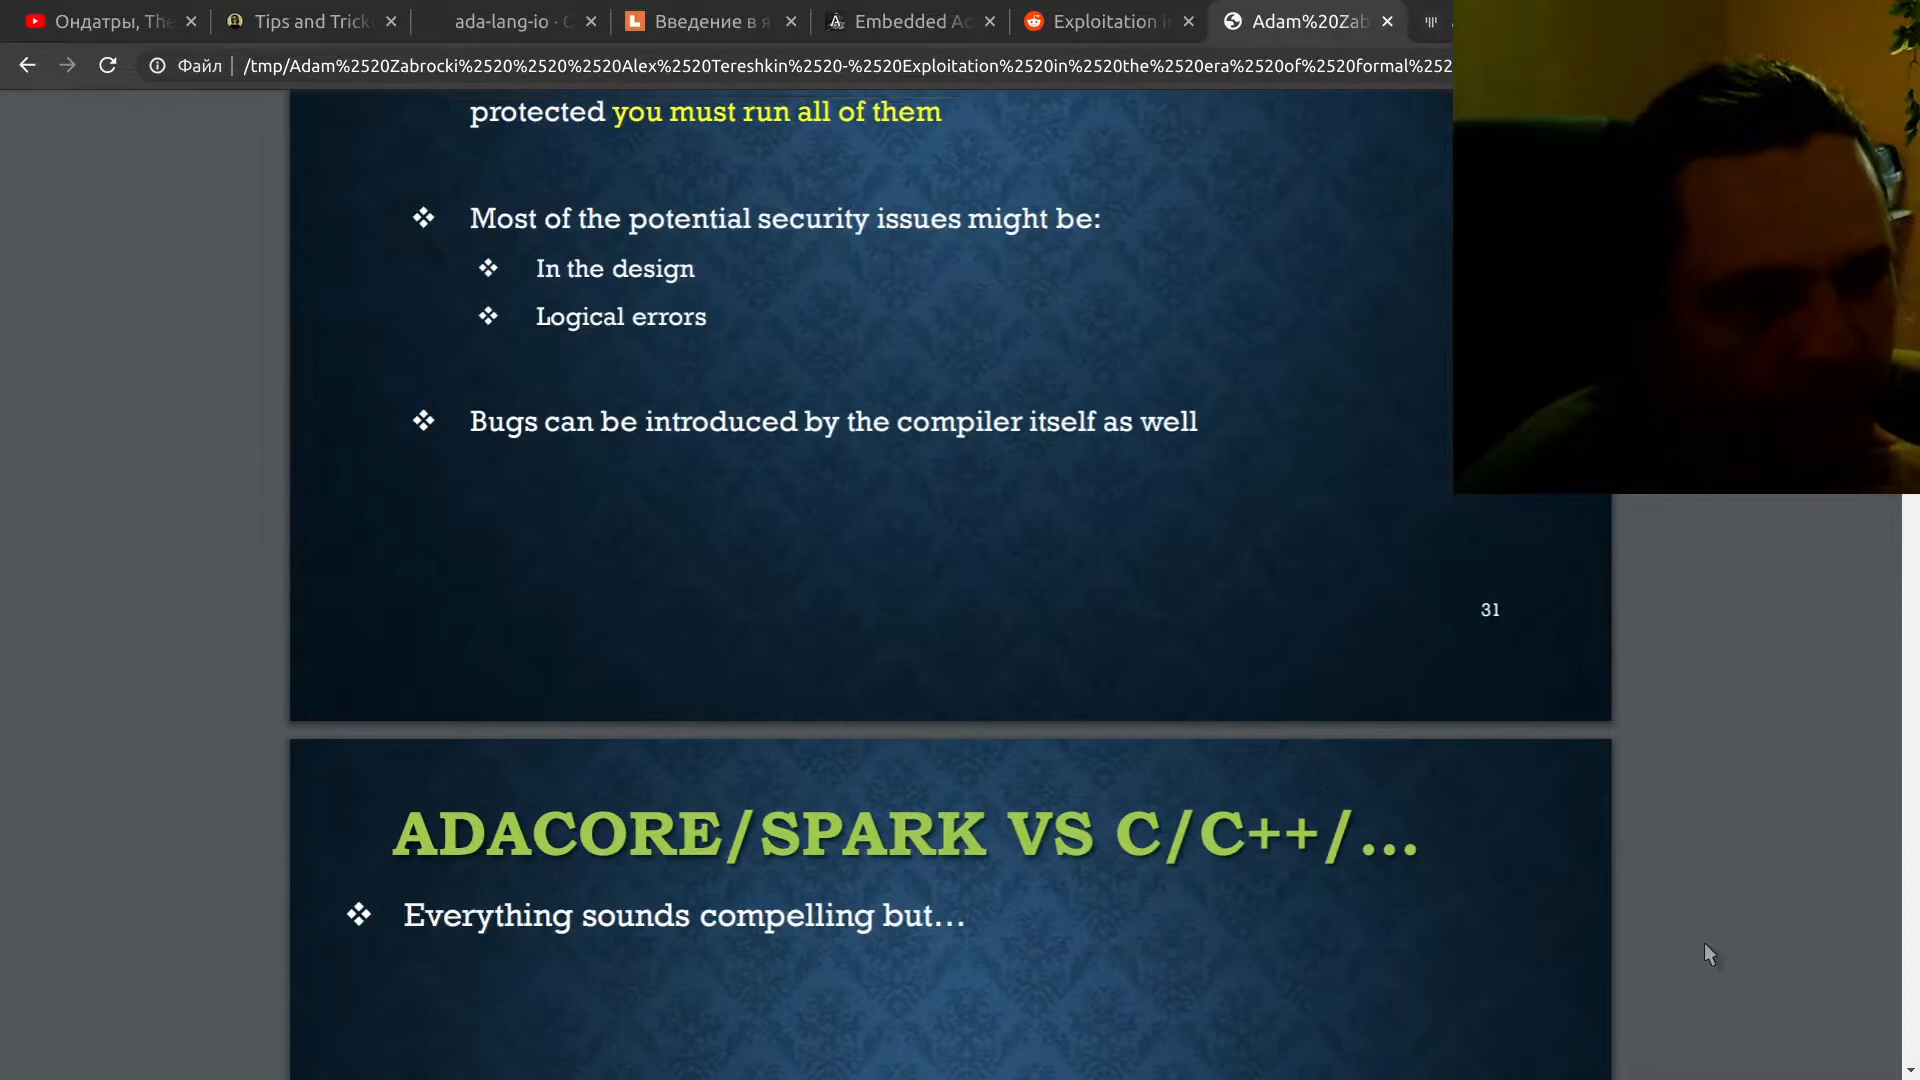 Ондатры, The
Tips and Trick
ada-lang-io · C
Введение в я
Embedded Ad
Exploitation i
Adam%20Zab
Файл
/tmp/Adam%2520Zabrocki%2520%2520%2520Alex%2520Tereshkin%2520-%2520Exploitation%2520in%2520the%2520era%2520of%2520formal%252
protected you must run all of them
❖ Most of the potential security issues might be:
❖ In the design
❖ Logical errors
❖ Bugs can be introduced by the compiler itself as well
31
ADACORE/SPARK VS C/C++/...
❖ Everything sounds compelling but...